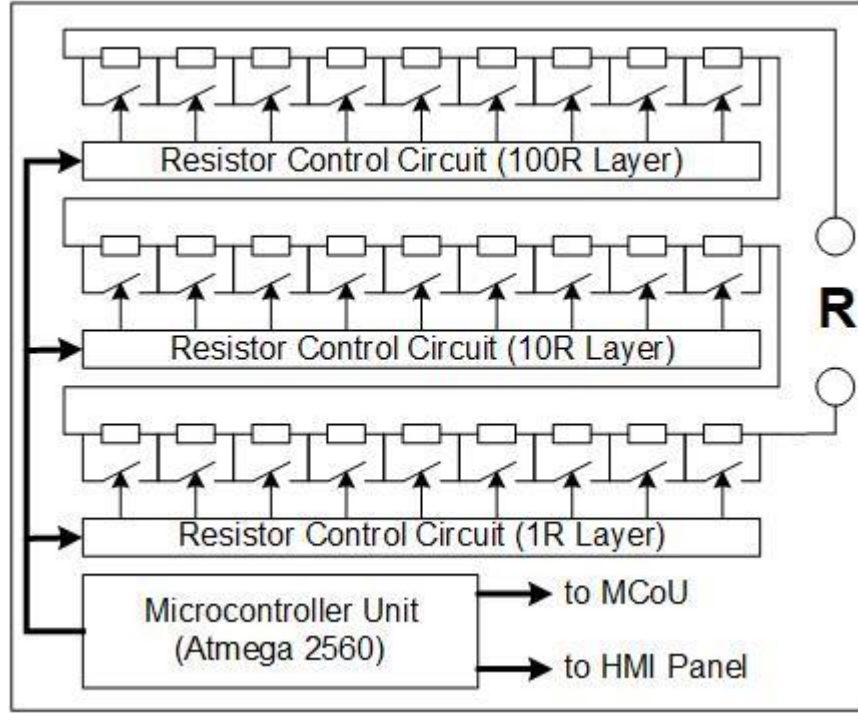 Resistor Control Circuit (100R Layer)
Resistor Control Circuit (10R Layer)
R
Resistor Control Circuit (1R Layer)
Microcontroller Unit
(Atmega 2560)
to MCoU
to HMI Panel